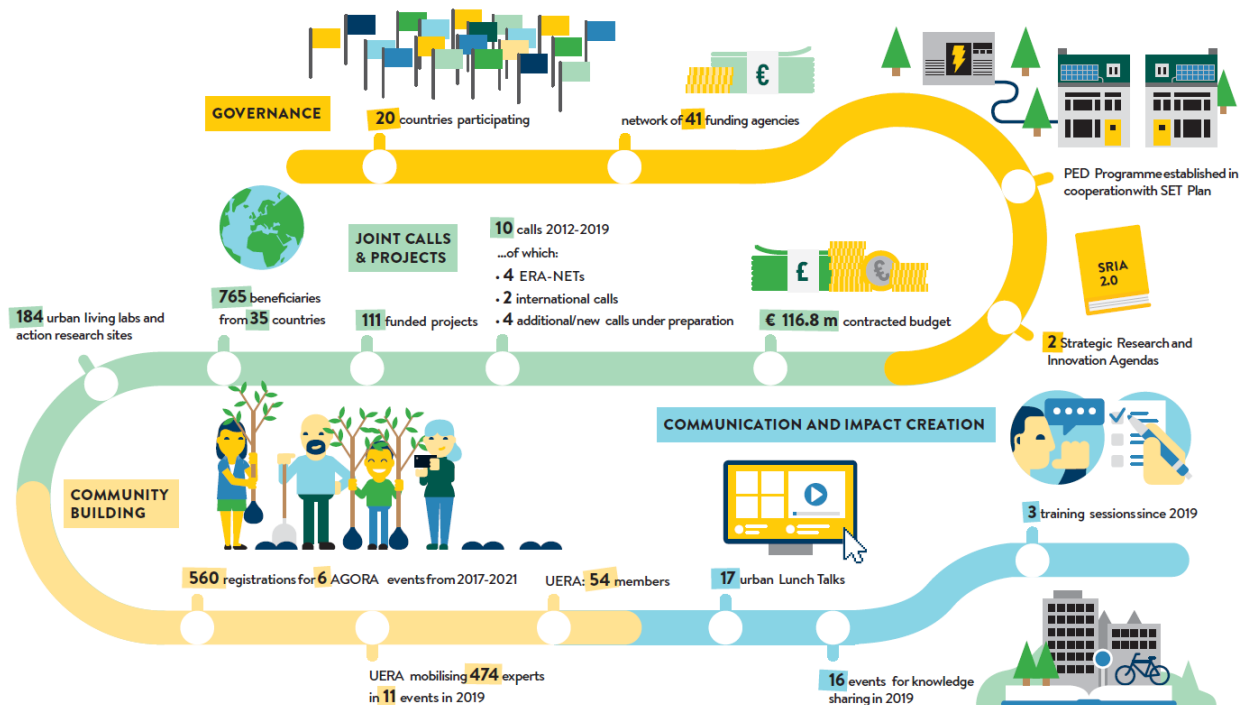 GOVERNANCE
20 countries participating
network of 41 funding agencies
€
PED Programme established in
cooperation with SET Plan
SRIA
2.0
2 Strategic Research and
Innovation Agendas
JOINT CALLS
& PROJECTS
10 calls 2012-2019
...of which:
• 4 ERA-NETs
• 2 international calls
• 4 additional/new calls under preparation
£
€
€ 116.8 m contracted budget
111 funded projects
765 beneficiaries
from 35 countries
184 urban living labs and
action research sites
COMMUNITY
BUILDING
560 registrations for 6 AGORA events from 2017-2021
UERA mobilising 474 experts
in 11 events in 2019
UERA: 54 members
COMMUNICATION AND IMPACT CREATION
17 urban Lunch Talks
16 events for knowledge
sharing in 2019
3 training sessions since 2019